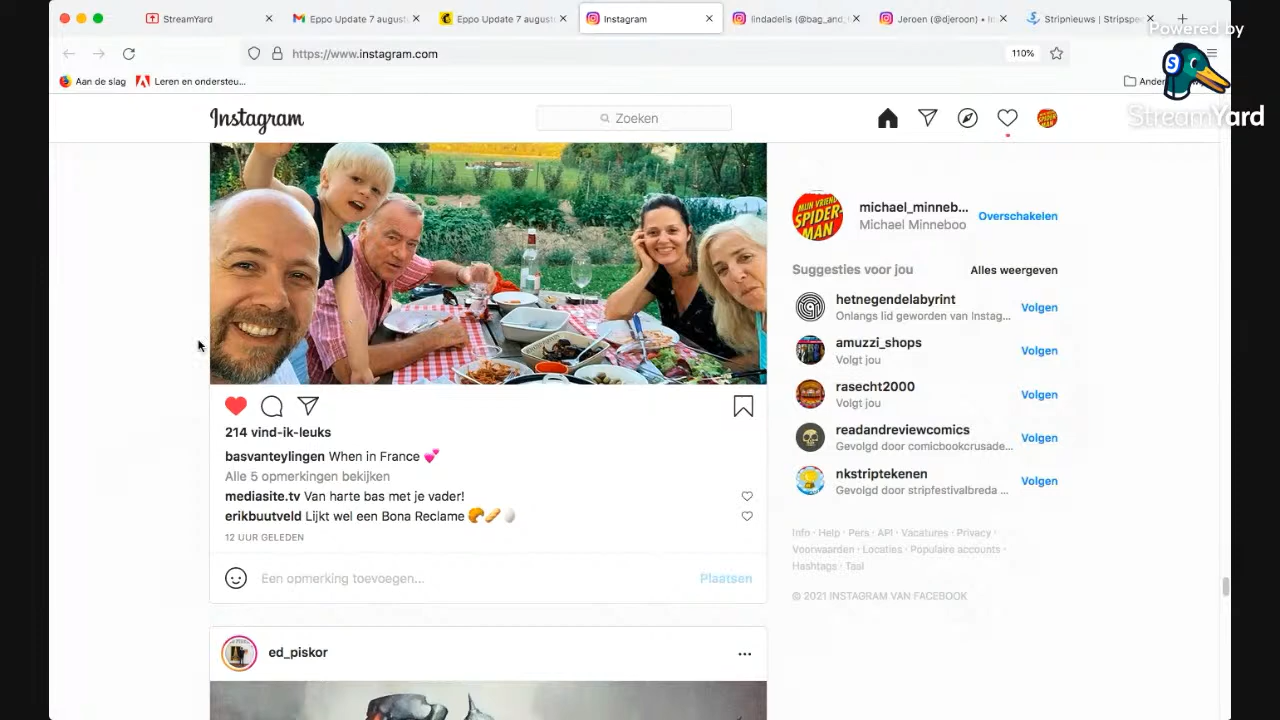 StreamYard
Eppo Update 7 august
Eppo Update 7 august
Instagram
lindadells (@bag_and_
Jeroen (@djeroon) • In
Stripnieuws | Stripspe
Powered by
https://www.instagram.com
110%
Aan de slag
Leren en ondersteu...
StreamYard
Instagram
Zoeken
MIJN VRIEND
SPIDER-
MAN
michael_minneb...
Overschakelen
Michael Minneboo
Suggesties voor jou
Alles weergeven
hetnegendelabyrint
Onlangs lid geworden van Instag...
Volgen
amuzzi_shops
Volgt jou
Volgen
rasecht2000
Volgt jou
Volgen
readandreviewcomics
Gevolgd door comicbookcrusade...
Volgen
nkstriptekenen
Gevolgd door stripfestivalbreda ...
Volgen
Info · Help · Pers · API · Vacatures · Privacy ·
Voorwaarden · Locaties · Populaire accounts ·
Hashtags · Taal
© 2021 INSTAGRAM VAN FACEBOOK
214 vind-ik-leuks
basvanteylingen When in France 💕
Alle 5 opmerkingen bekijken
mediasite.tv Van harte bas met je vader!
erikbuutveld Lijkt wel een Bona Reclame 🥐🥖🥚
12 UUR GELEDEN
Een opmerking toevoegen...
Plaatsen
ed_piskor